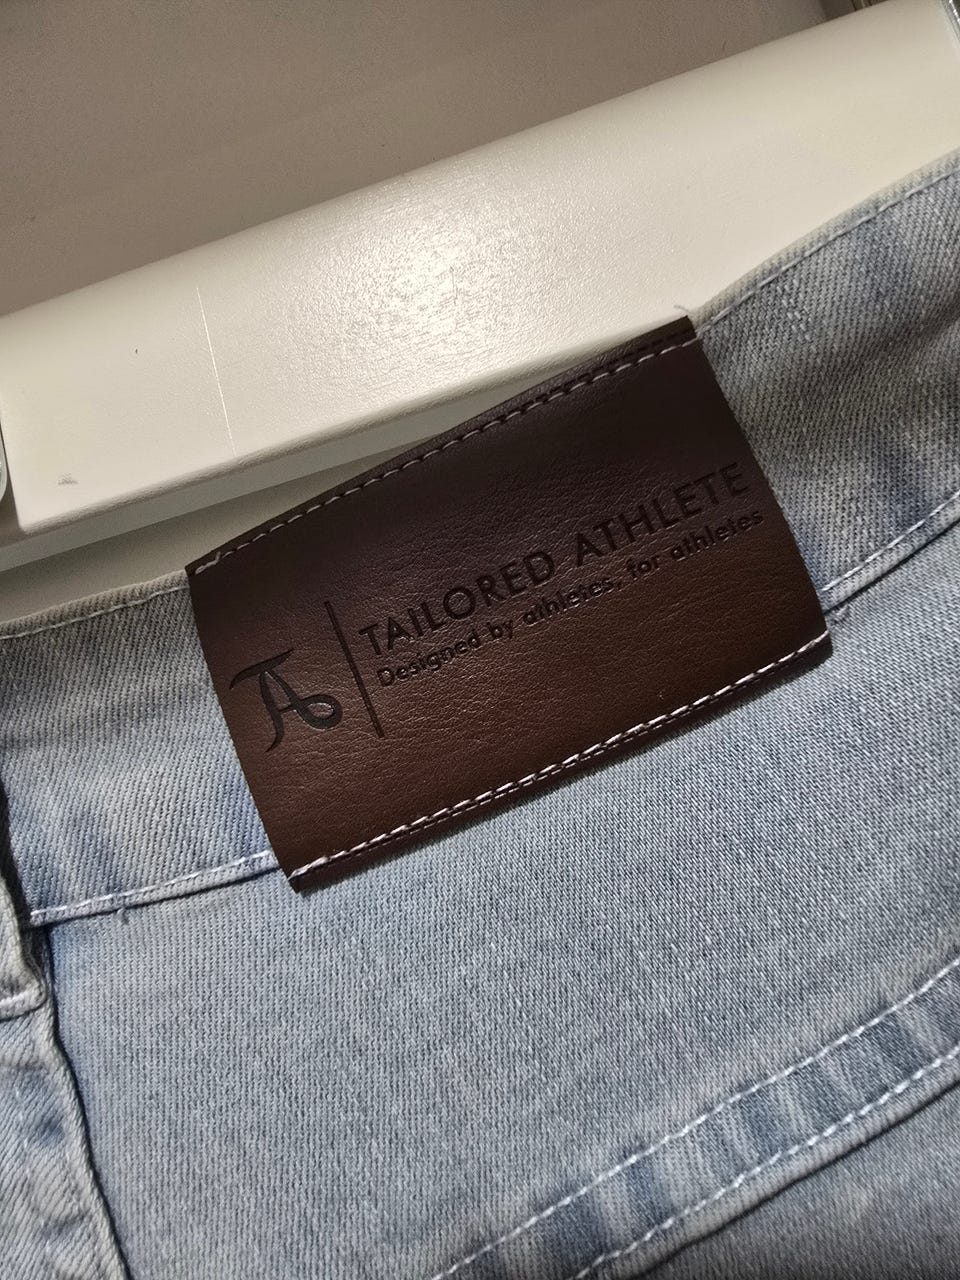 TA
TAILORED ATHLETE
Designed by athletes, for athletes